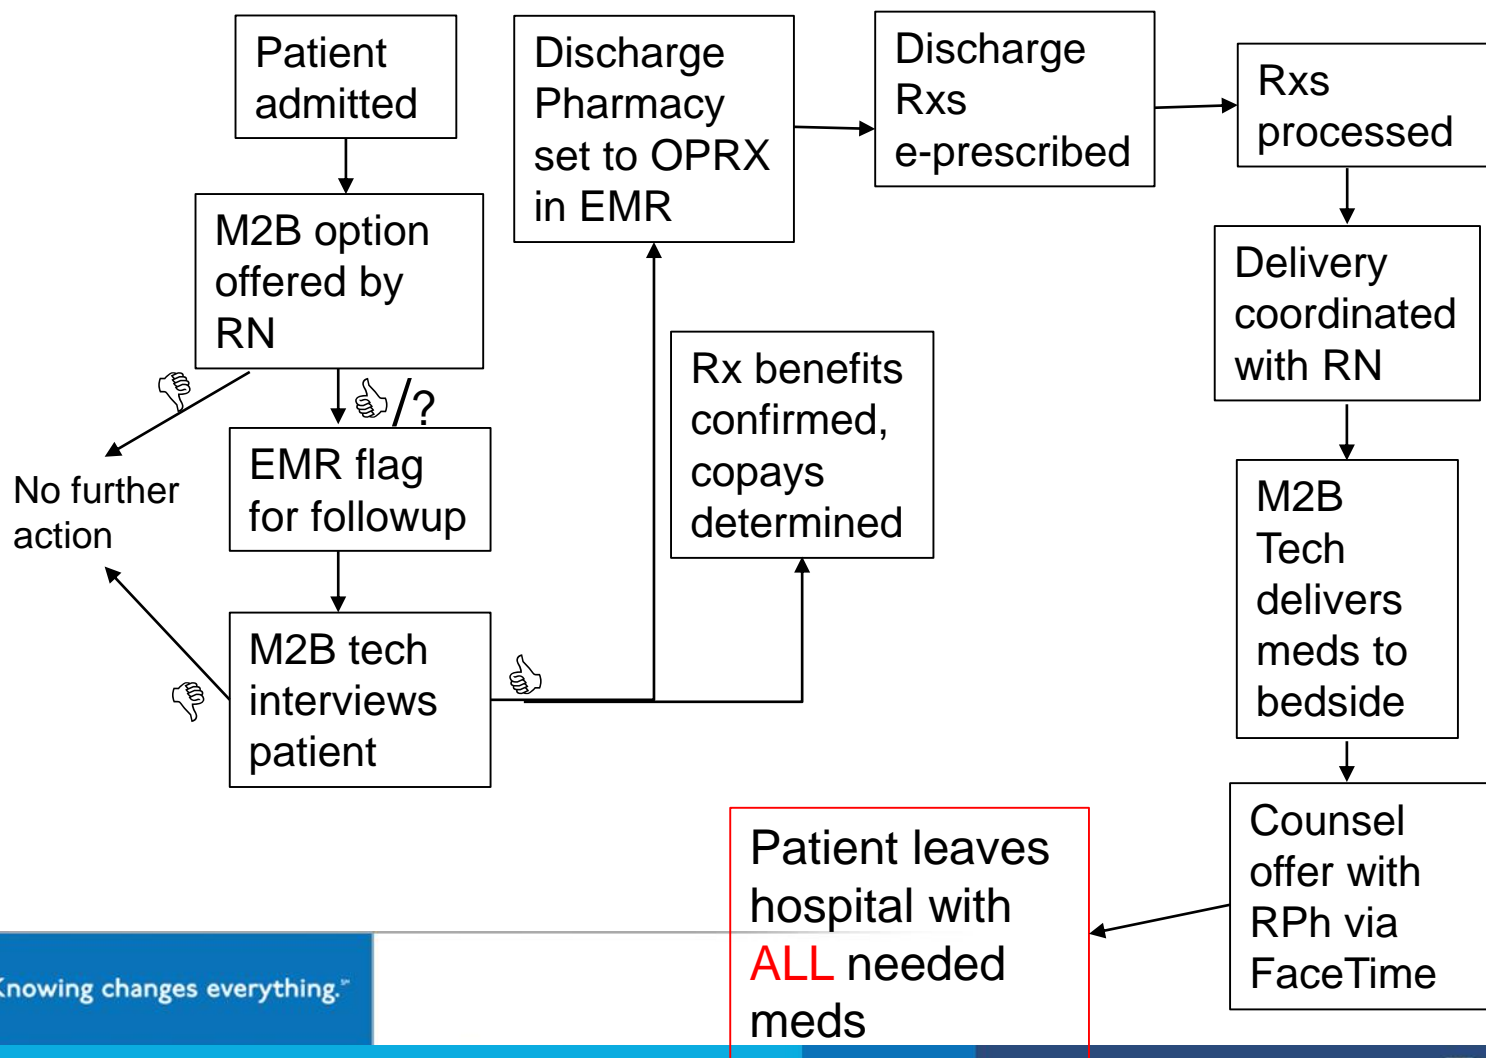 Patient
admitted
M2B option
offered by
RN
/?
EMR flag
for followup
No further
action
M2B tech
interviews
patient
Discharge
Pharmacy
set to OPRX
in EMR
Rx benefits
confirmed,
copays
determined
Discharge
Rxs
e-prescribed
Rxs
processed
Delivery
coordinated
with RN
M2B
Tech
delivers
meds to
bedside
Counsel
offer with
RPh via
FaceTime
Patient leaves
hospital with
ALL needed
meds
Knowing changes everything.℠